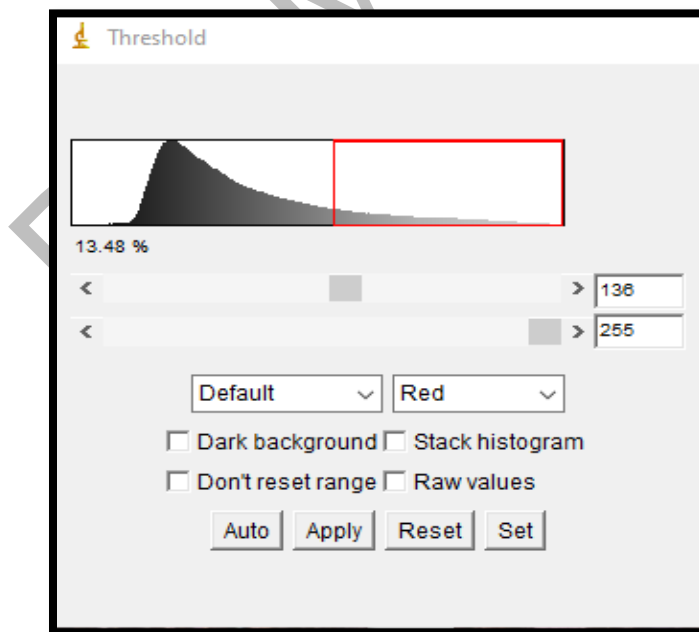 Threshold
13.48 %
< > 136
< > 255
Default Red
Dark background Stack histogram
Don't reset range Raw values
Auto Apply Reset Set